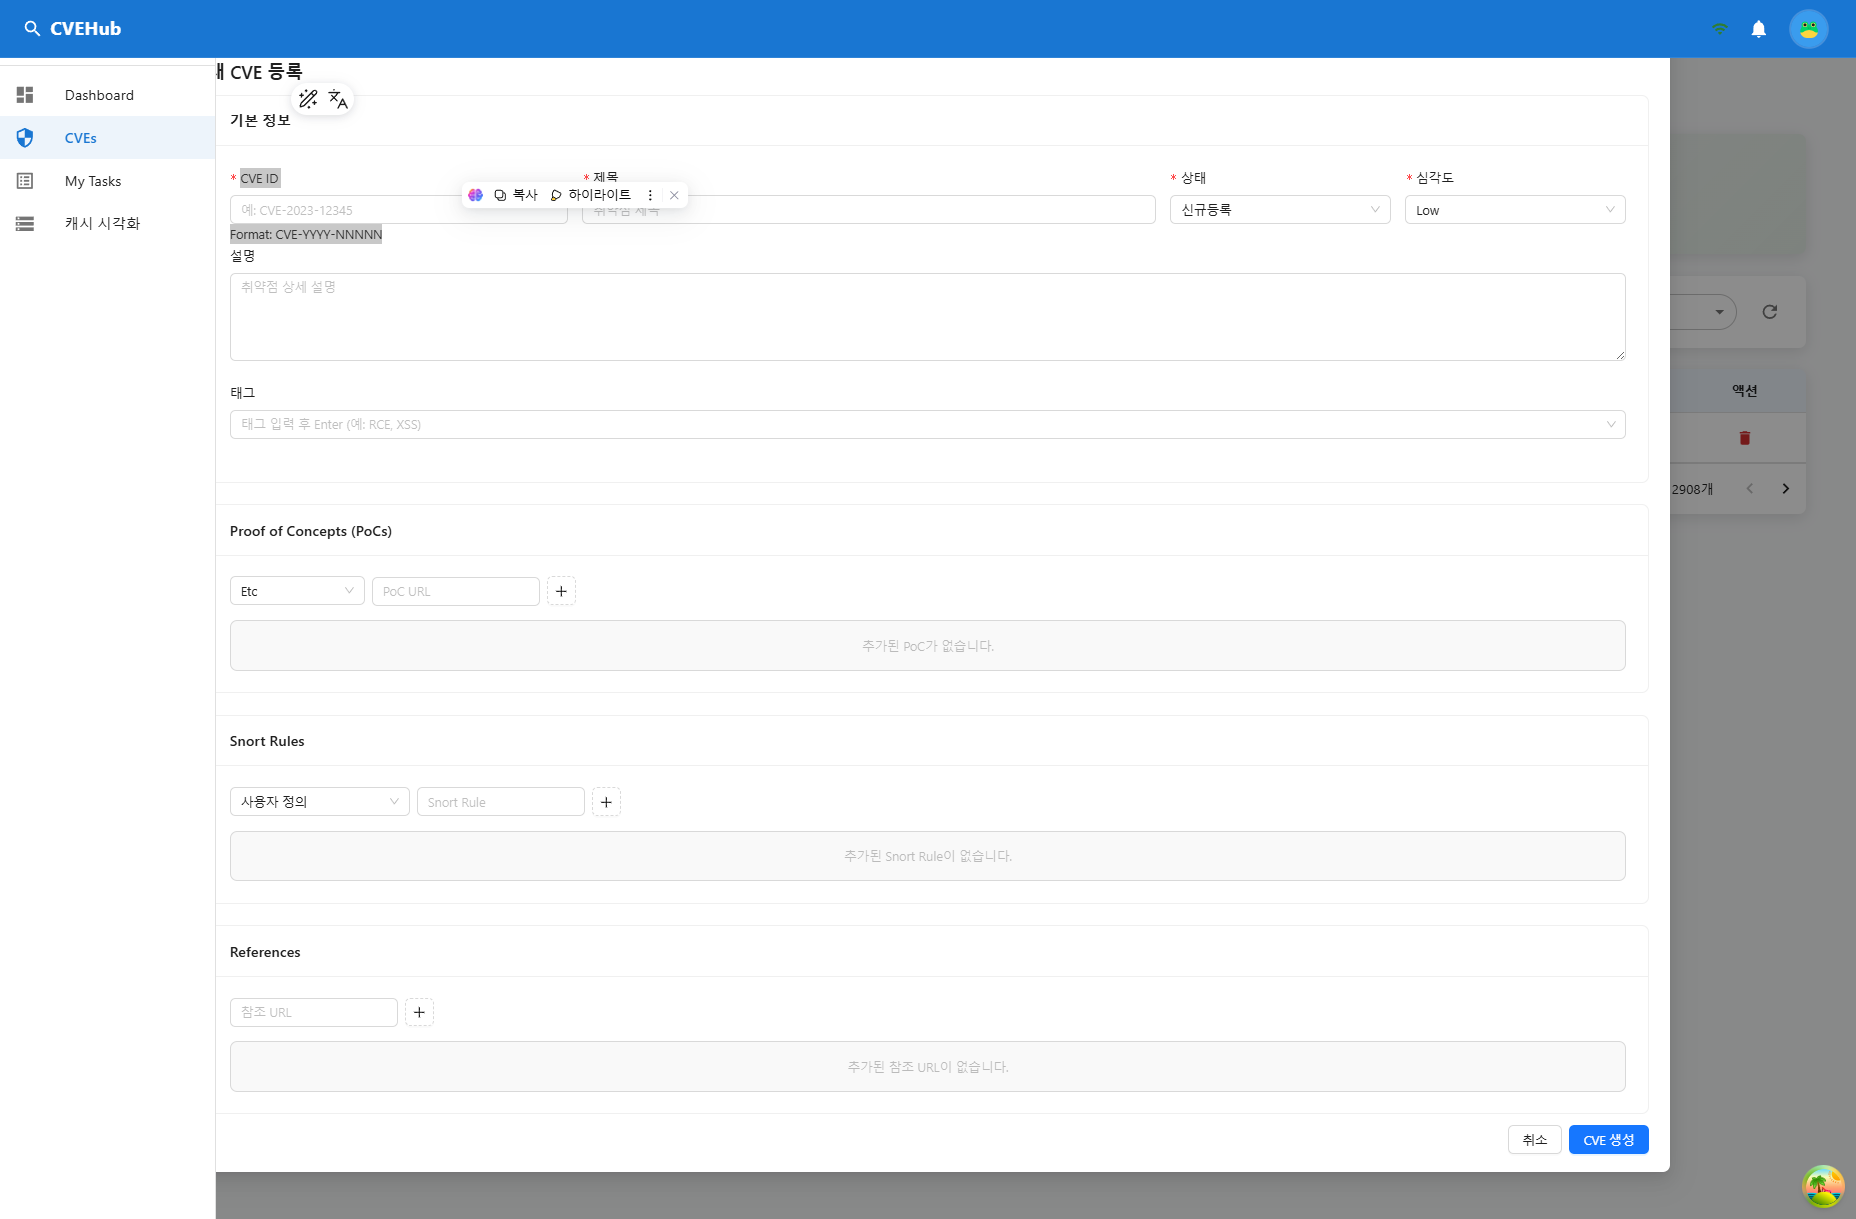 CVEHub
Dashboard
CVEs
My Tasks
캐시 시각화
CVE 등록
기본 정보
* CVE ID
* 제목
* 상태
* 심각도
예: CVE-2023-12345
복사
하이라이트
취약점 제목
신규등록
Low
Format: CVE-YYYY-NNNNN
설명
취약점 상세 설명
태그
태그 입력 후 Enter (예: RCE, XSS)
액션
2908개
Proof of Concepts (PoCs)
Etc
PoC URL
추가된 PoC가 없습니다.
Snort Rules
사용자 정의
Snort Rule
추가된 Snort Rule이 없습니다.
References
참조 URL
추가된 참조 URL이 없습니다.
취소
CVE 생성